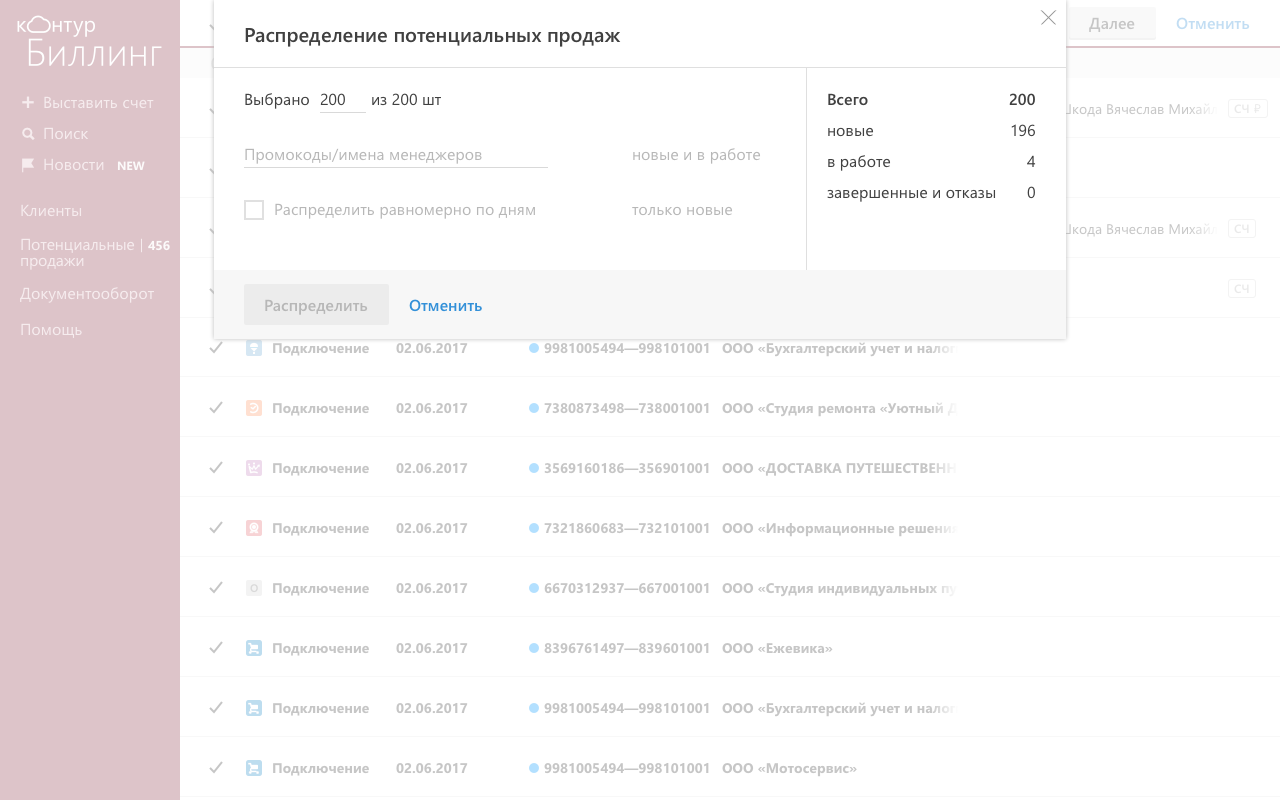 контур
БИЛЛИНГ
Выставить счет
Поиск
Новости NEW
Клиенты
Потенциальные продажи | 456
Документооборот
Помощь
Далее Отменить
Распределение потенциальных продаж
Выбрано 200 из 200 шт
Промокоды/имена менеджеров новые и в работе
Распределить равномерно по дням только новые
Всего 200
новые 196
в работе 4
завершенные и отказы 0
Распределить Отменить
Шкода Вячеслав Михайл СЧ ₽
Шкода Вячеслав Михайл СЧ
СЧ
Подключение 02.06.2017 9981005494—998101001 ООО «Бухгалтерский учет и налог
Подключение 02.06.2017 7380873498—738001001 ООО «Студия ремонта «Уютный Д
Подключение 02.06.2017 3569160186—356901001 ООО «ДОСТАВКА ПУТЕШЕСТВЕНН
Подключение 02.06.2017 7321860683—732101001 ООО «Информационные решени
Подключение 02.06.2017 6670312937—667001001 ООО «Студия индивидуальных пу
Подключение 02.06.2017 8396761497—839601001 ООО «Ежевика»
Подключение 02.06.2017 9981005494—998101001 ООО «Бухгалтерский учет и налог
Подключение 02.06.2017 9981005494—998101001 ООО «Мотосервис»